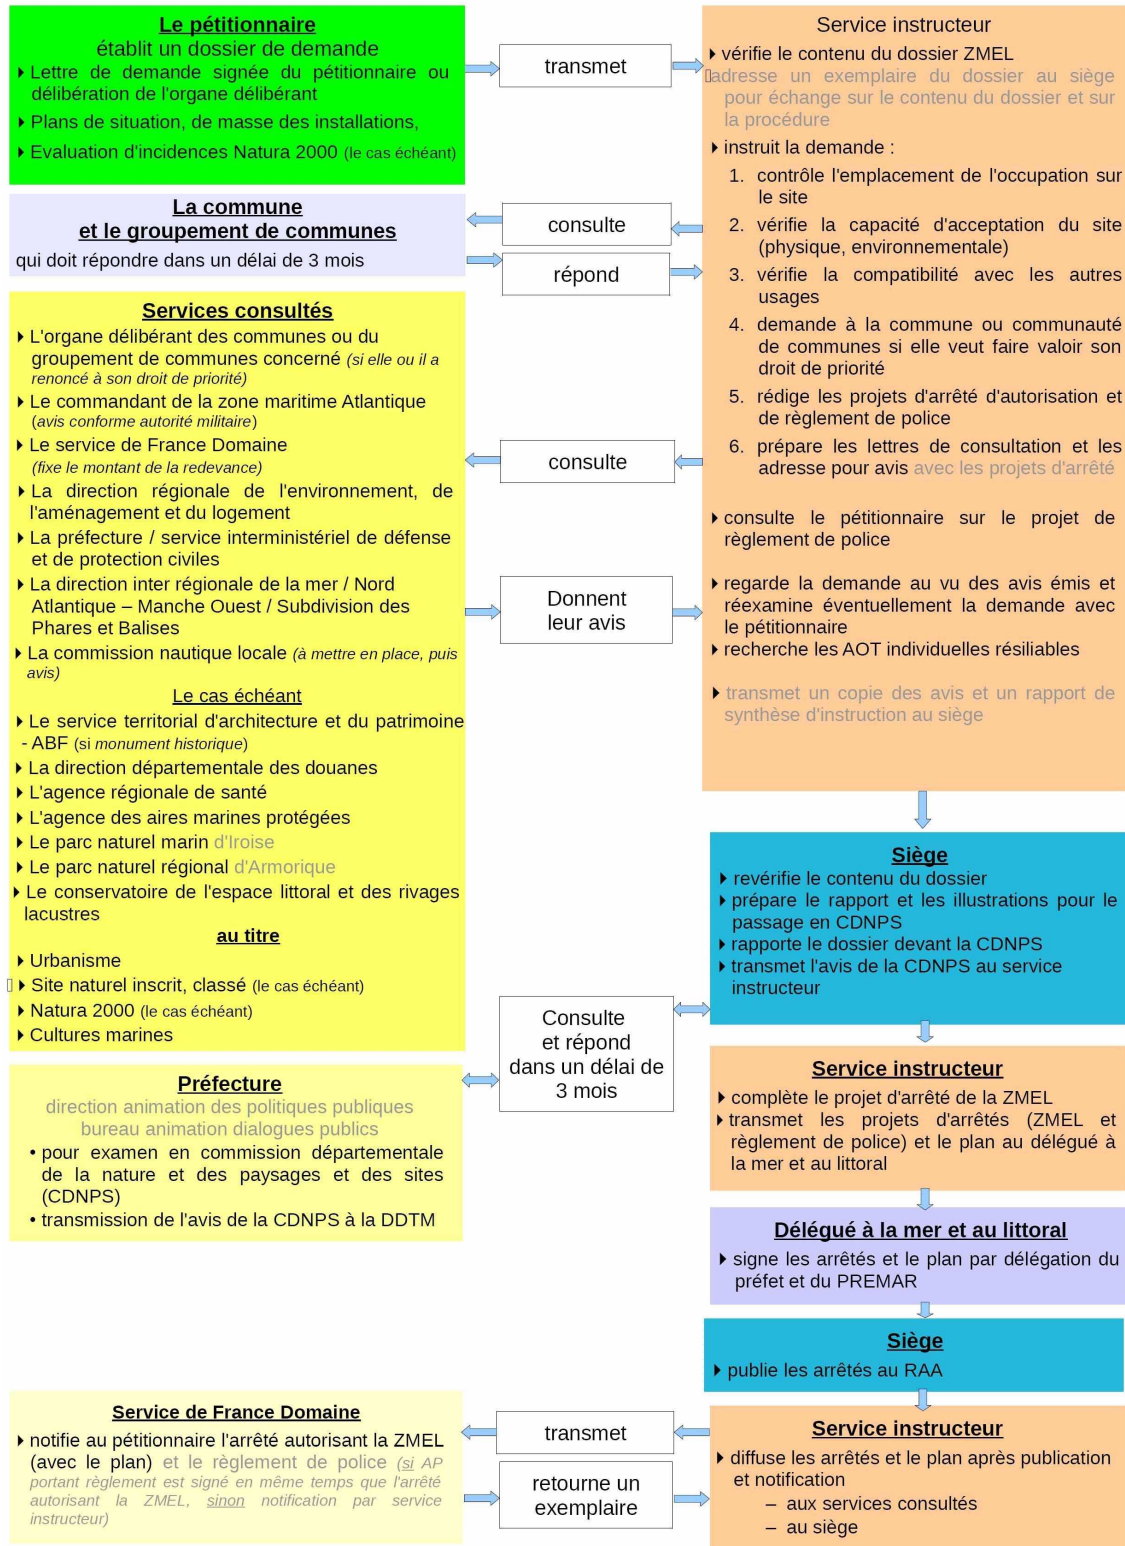 Le pétitionnaire
établit un dossier de demande
Lettre de demande signée du pétitionnaire ou
délibération de l'organe délibérant
Plans de situation, de masse des installations,
Evaluation d'incidences Natura 2000 (le cas échéant)
transmet
Service instructeur
vérifie le contenu du dossier ZMEL
adresse un exemplaire du dossier au siège
pour échange sur le contenu du dossier et sur
la procédure
instruit la demande :
1. contrôle l'emplacement de l'occupation sur
le site
2. vérifie la capacité d'acceptation du site
(physique, environnementale)
3. vérifie la compatibilité avec les autres
usages
4. demande à la commune ou communauté
de communes si elle veut faire valoir son
droit de priorité
5. rédige les projets d'arrêté d'autorisation et
de règlement de police
6. prépare les lettres de consultation et les
adresse pour avis avec les projets d'arrêté
consulte le pétitionnaire sur le projet de
règlement de police
regarde la demande au vu des avis émis et
réexamine éventuellement la demande avec
le pétitionnaire
recherche les AOT individuelles résiliables
transmet un copie des avis et un rapport de
synthèse d'instruction au siège
La commune
et le groupement de communes
qui doit répondre dans un délai de 3 mois
consulte
répond
Services consultés
L'organe délibérant des communes ou du
groupement de communes concerné (si elle ou il a
renoncé à son droit de priorité)
Le commandant de la zone maritime Atlantique
(avis conforme autorité militaire)
Le service de France Domaine
(fixe le montant de la redevance)
La direction régionale de l'environnement, de
l'aménagement et du logement
La préfecture / service interministériel de défense
et de protection civiles
La direction inter régionale de la mer / Nord
Atlantique – Manche Ouest / Subdivision des
Phares et Balises
La commission nautique locale (à mettre en place, puis
avis)
Le cas échéant
Le service territorial d'architecture et du patrimoine
- ABF (si monument historique)
La direction départementale des douanes
L'agence régionale de santé
L'agence des aires marines protégées
Le parc naturel marin d'Iroise
Le parc naturel régional d'Armorique
Le conservatoire de l'espace littoral et des rivages
lacustres
au titre
Urbanisme
Site naturel inscrit, classé (le cas échéant)
Natura 2000 (le cas échéant)
Cultures marines
consulte
Donnent
leur avis
Siège
revérifie le contenu du dossier
prépare le rapport et les illustrations pour le
passage en CDNPS
rapporte le dossier devant la CDNPS
transmet l'avis de la CDNPS au service
instructeur
Consulte
et répond
dans un délai de
3 mois
Préfecture
direction animation des politiques publiques
bureau animation dialogues publics
• pour examen en commission départementale
de la nature et des paysages et des sites
(CDNPS)
• transmission de l'avis de la CDNPS à la DDTM
Service instructeur
complète le projet d'arrêté de la ZMEL
transmet les projets d'arrêtés (ZMEL et
règlement de police) et le plan au délégué à
la mer et au littoral
Délégué à la mer et au littoral
signe les arrêtés et le plan par délégation du
préfet et du PREMAR
Siège
publie les arrêtés au RAA
Service de France Domaine
notifie au pétitionnaire l'arrêté autorisant la ZMEL
(avec le plan) et le règlement de police (si AP
portant règlement est signé en même temps que l'arrêté
autorisant la ZMEL, sinon notification par service
instructeur)
transmet
retourne un
exemplaire
Service instructeur
diffuse les arrêtés et le plan après publication
et notification
– aux services consultés
– au siège